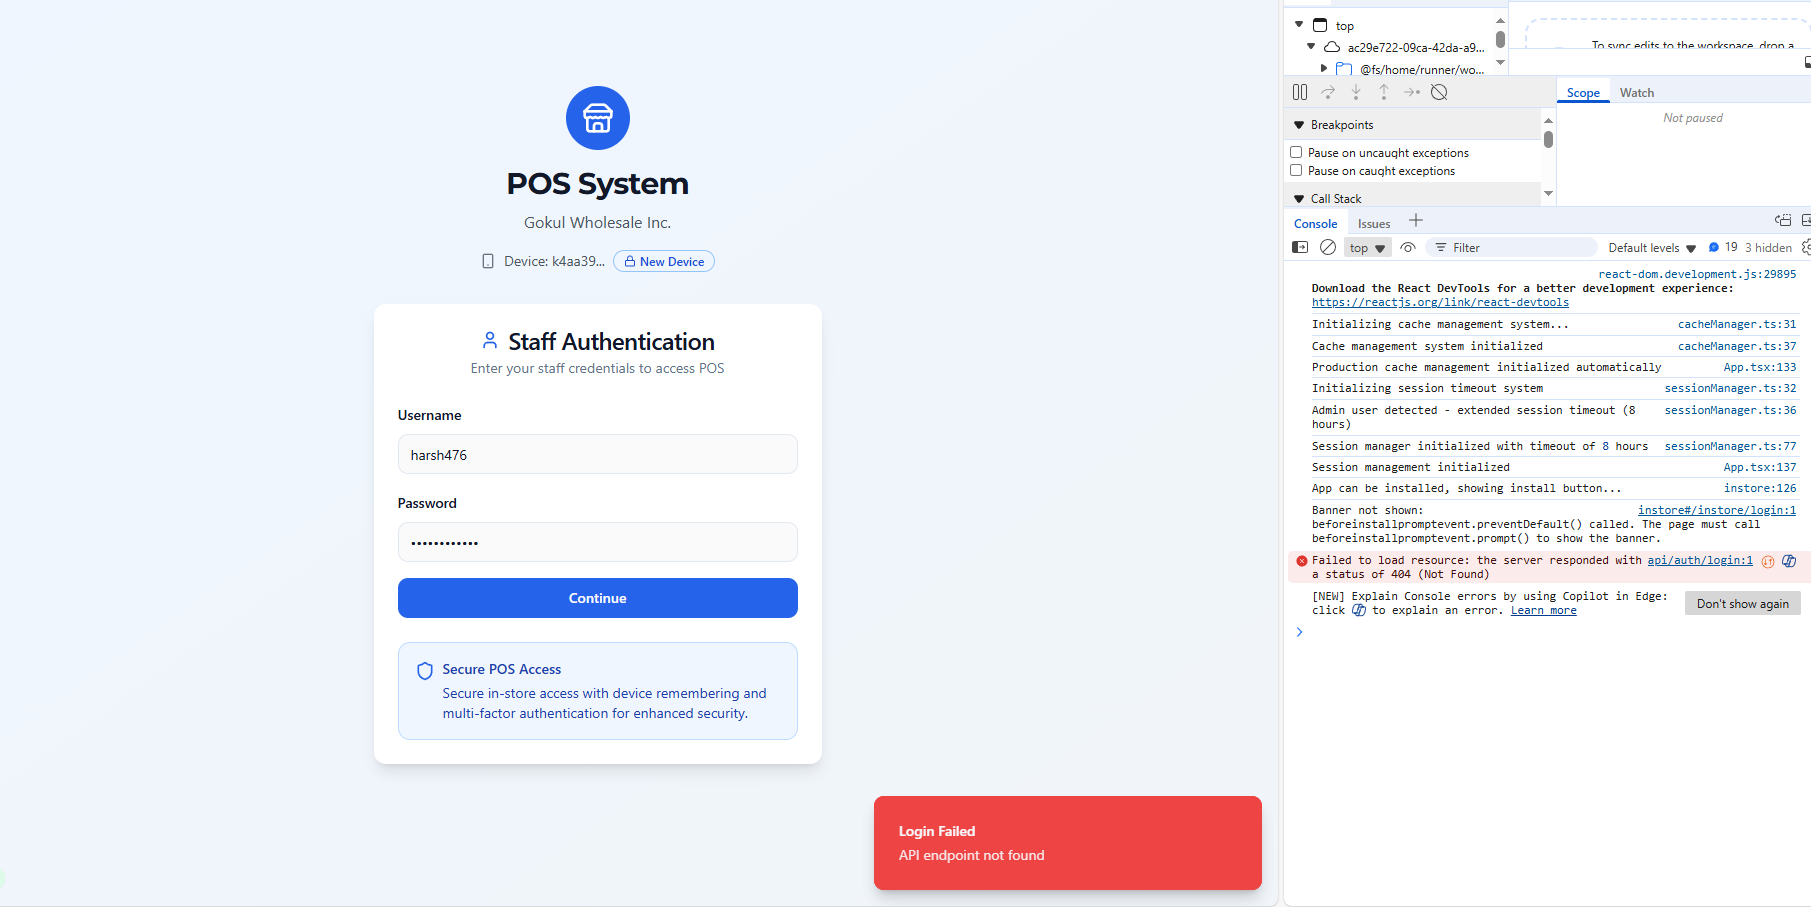 POS System
Gokul Wholesale Inc.
Device: k4aa39... New Device
Staff Authentication
Enter your staff credentials to access POS
Username
harsh476
Password
••••••••••••
Continue
Secure POS Access
Secure in-store access with device remembering and
multi-factor authentication for enhanced security.
Login Failed
API endpoint not found
top
ac29e722-09ca-42da-a9...
@fs/home/runner/wo...
To sync edits to the workspace, drop a
Scope Watch
Not paused
Breakpoints
Pause on uncaught exceptions
Pause on caught exceptions
Call Stack
Console Issues
top Filter Default levels 19 3 hidden
react-dom.development.js:29895
Download the React DevTools for a better development experience:
https://reactjs.org/link/react-devtools
Initializing cache management system... cacheManager.ts:31
Cache management system initialized cacheManager.ts:37
Production cache management initialized automatically App.tsx:133
Initializing session timeout system sessionManager.ts:32
Admin user detected - extended session timeout (8 sessionManager.ts:36
hours)
Session manager initialized with timeout of 8 hours sessionManager.ts:77
Session management initialized App.tsx:137
App can be installed, showing install button... instore:126
Banner not shown: instore#/instore/login:1
beforeinstallpromptevent.preventDefault() called. The page must call
beforeinstallpromptevent.prompt() to show the banner.
Failed to load resource: the server responded with api/auth/login:1
a status of 404 (Not Found)
[NEW] Explain Console errors by using Copilot in Edge:
click to explain an error. Learn more
Don't show again